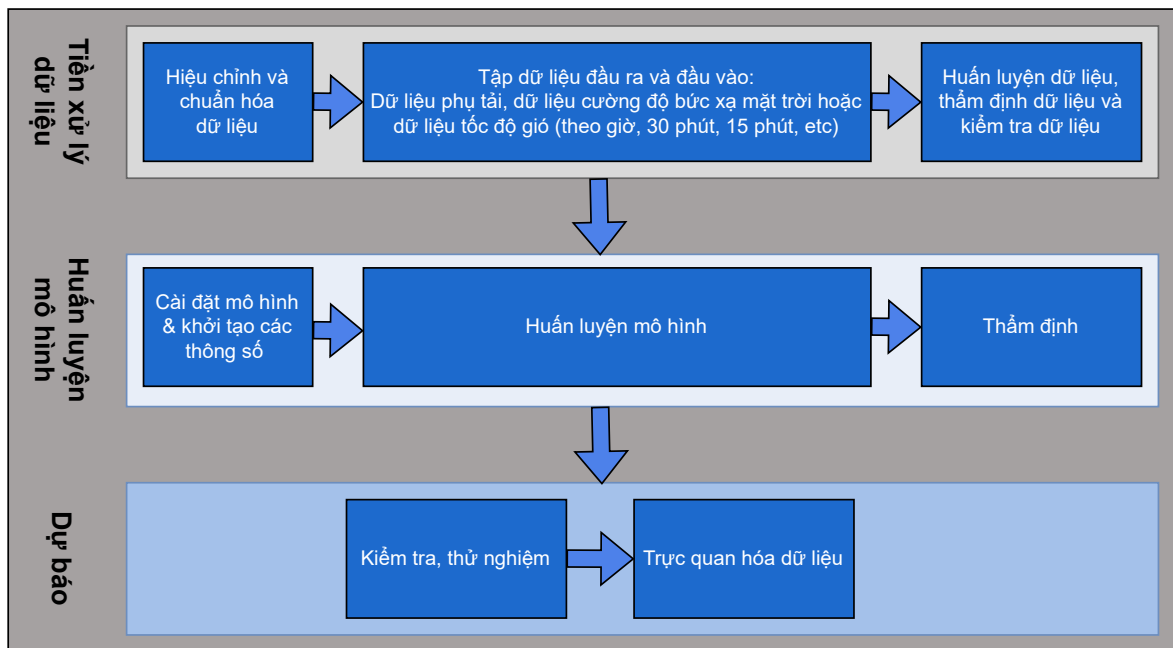 Tiền xử lý
dữ liệu
Hiệu chỉnh và
chuẩn hóa
dữ liệu
Tập dữ liệu đầu ra và đầu vào:
Dữ liệu phụ tải, dữ liệu cường độ bức xạ mặt trời hoặc
dữ liệu tốc độ gió (theo giờ, 30 phút, 15 phút, etc)
Huấn luyện dữ liệu,
thẩm định dữ liệu và
kiểm tra dữ liệu
Huấn luyện
mô hình
Cài đặt mô hình
& khởi tạo các
thông số
Huấn luyện mô hình
Thẩm định
Dự báo
Kiểm tra, thử nghiệm
Trực quan hóa dữ liệu